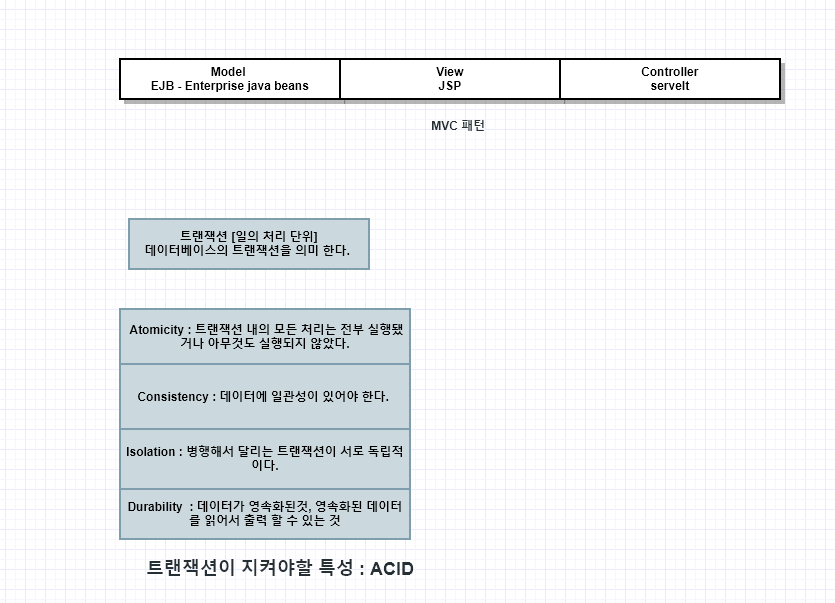 Model
EJB - Enterprise java beans
View
JSP
Controller
servelt
MVC 패턴
트랜잭션 [일의 처리 단위]
데이터베이스의 트랜잭션을 의미 한다.
Atomicity : 트랜잭션 내의 모든 처리는 전부 실행됐
거나 아무것도 실행되지 않았다.
Consistency : 데이터에 일관성이 있어야 한다.
Isolation : 병행해서 달리는 트랜잭션이 서로 독립적
이다.
Durability : 데이터가 영속화된것, 영속화된 데이터
를 읽어서 출력 할 수 있는 것
트랜잭션이 지켜야할 특성 : ACID